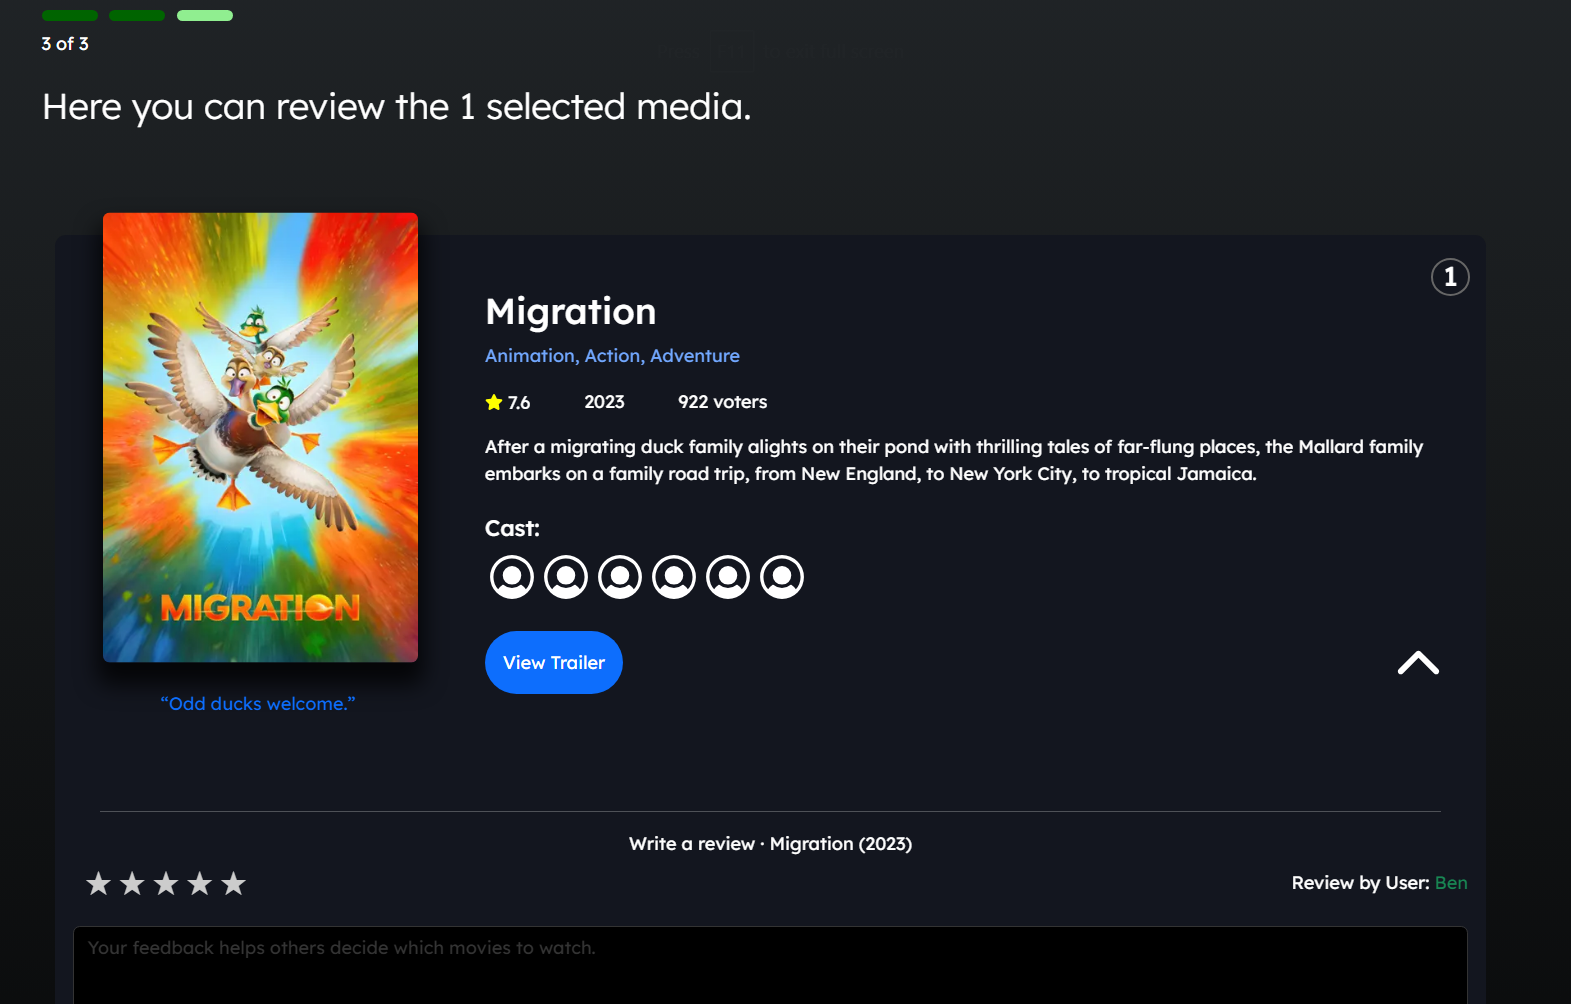 3 of 3
Here you can review the 1 selected media.
1
Migration
Animation, Action, Adventure
7.6 2023 922 voters
After a migrating duck family alights on their pond with thrilling tales of far-flung places, the Mallard family
embarks on a family road trip, from New England, to New York City, to tropical Jamaica.
Cast:
MIGRATION
View Trailer
“Odd ducks welcome.”
Write a review · Migration (2023)
Review by User: Ben
Your feedback helps others decide which movies to watch.